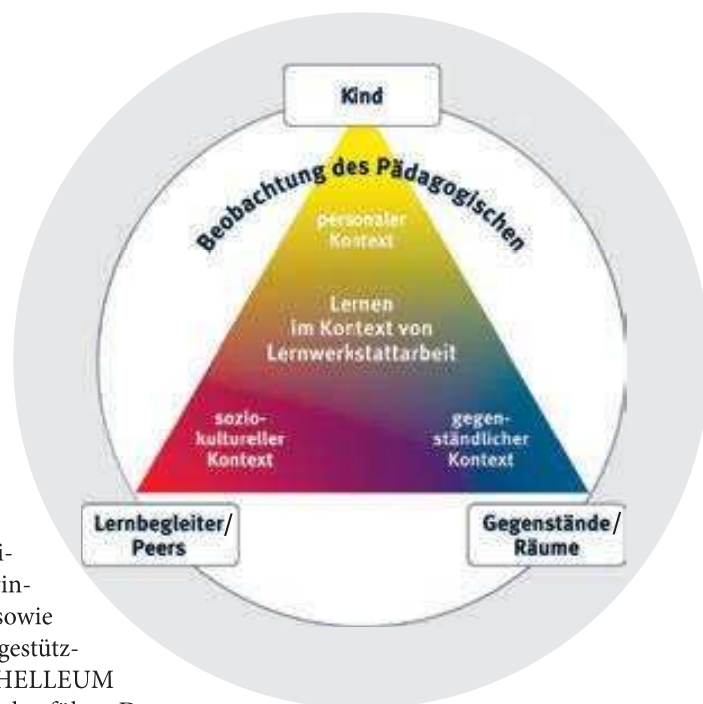 Kind
Beobachtung des Pädagogischen
personaler
Kontext
Lernen
im Kontext von
Lernwerkstattarbeit
sozio-
kultureller
Kontext
gegen-
ständlicher
Kontext
Lernbegleiter/
Peers
Gegenstände/
Räume
sowie
gestütz-
HELLEUM